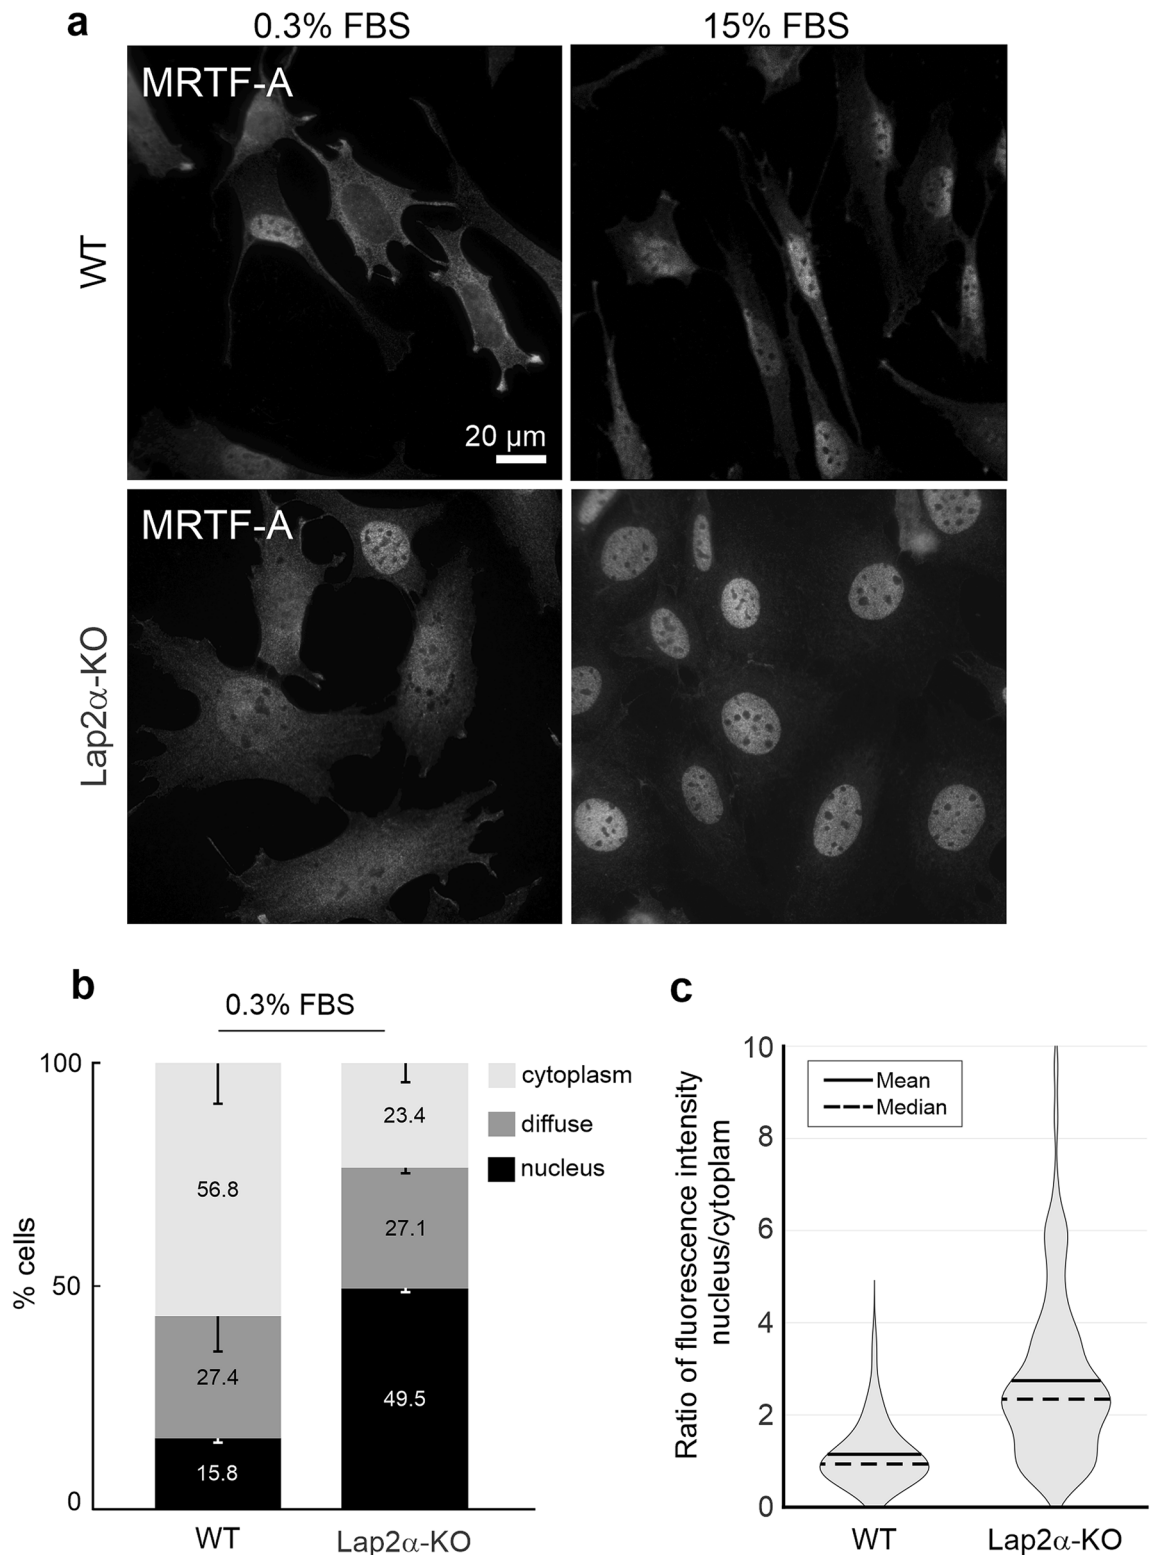 a
0.3% FBS
15% FBS
WT
MRTF-A
20 µm
Lap2α-KO
MRTF-A
b
0.3% FBS
% cells
100
50
0
56.8
27.4
15.8
23.4
27.1
49.5
cytoplasm
diffuse
nucleus
WT
Lap2α-KO
c
Ratio of fluorescence intensity
nucleus/cytoplam
10
8
6
4
2
0
Mean
Median
WT
Lap2α-KO